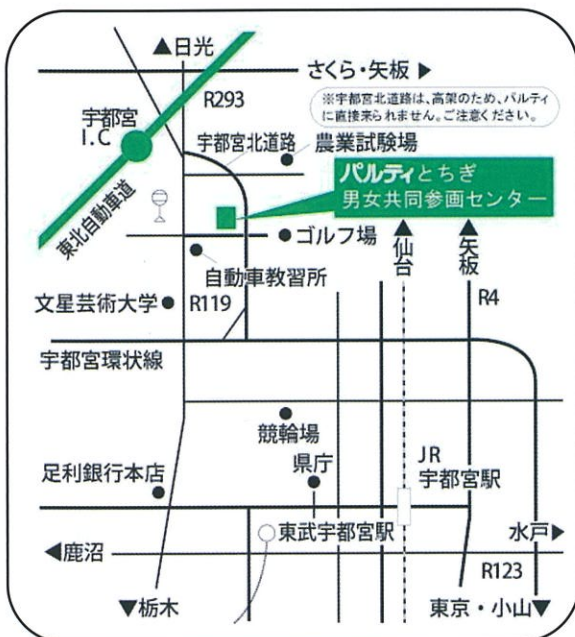 ▲日光
さくら・矢板 ▶
R293
※宇都宮北道路は、高架のため、パルティ
に直接来られません。ご注意ください。
宇都宮
I.C
宇都宮北道路
農業試験場
パルティとちぎ
男女共同参画センター
東北自動車道
ゴルフ場
▲仙台
▲矢板
自動車教習所
文星芸術大学
R119
R4
宇都宮環状線
競輪場
県庁
JR
宇都宮駅
足利銀行本店
東武宇都宮駅
水戸▶
◀鹿沼
R123
▼栃木
東京・小山▼